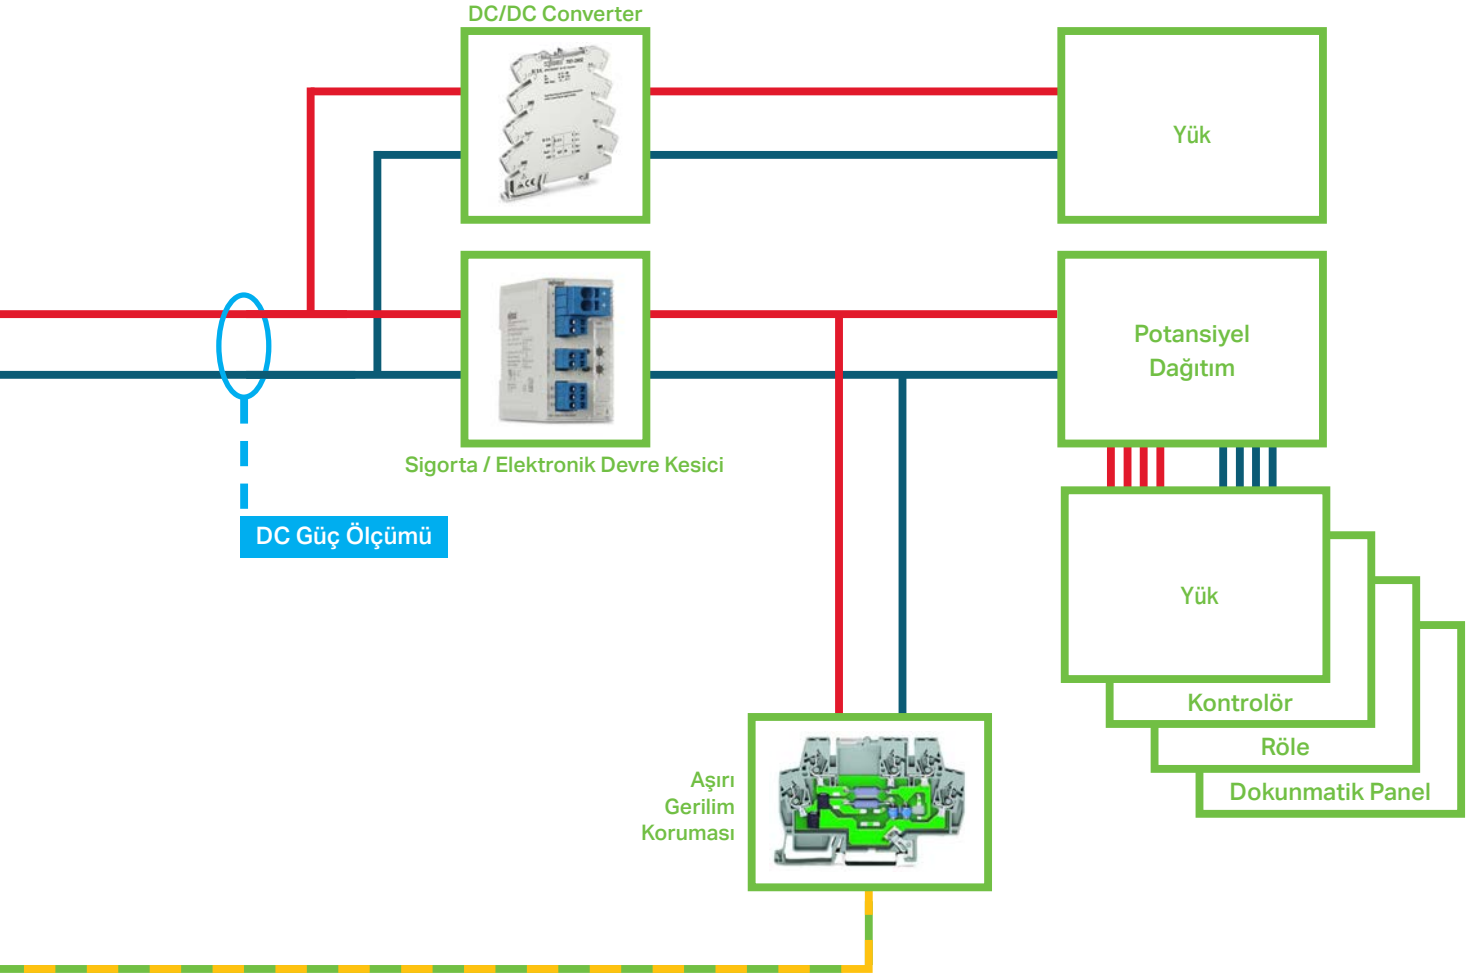 DC/DC Converter
Yük
Potansiyel
Dağıtım
Sigorta / Elektronik Devre Kesici
DC Güç Ölçümü
Yük
Kontrolör
Röle
Dokunmatik Panel
Aşırı
Gerilim
Koruması